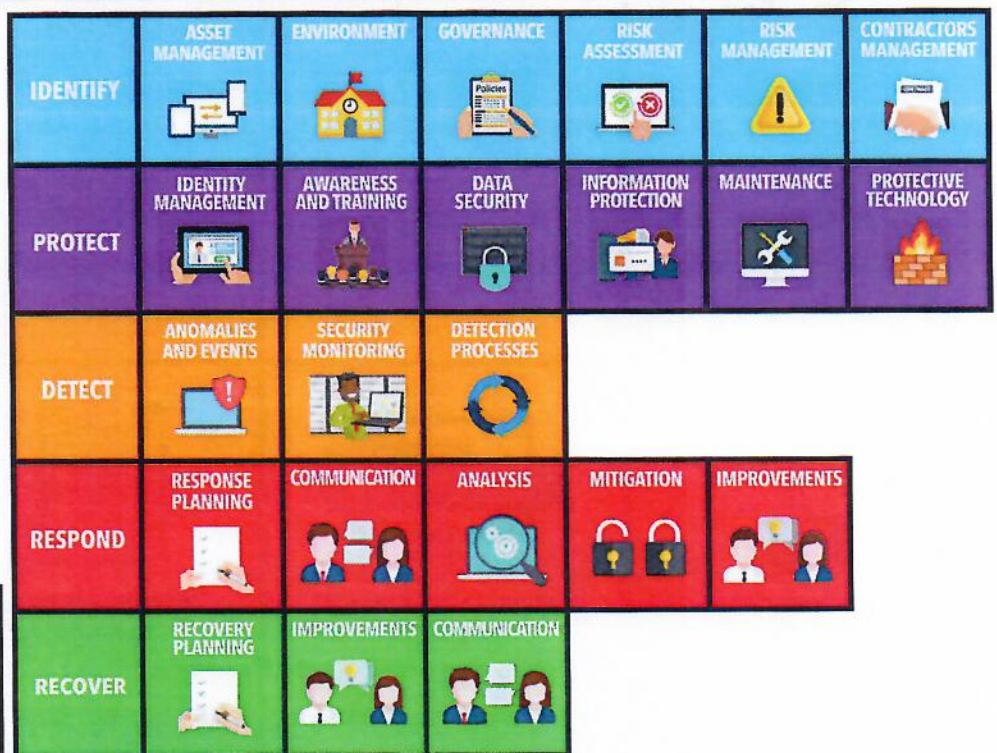 IDENTIFY
ASSET
MANAGEMENT
ENVIRONMENT
GOVERNANCE
Policies
RISK
ASSESSMENT
RISK
MANAGEMENT
CONTRACTORS
MANAGEMENT
PROTECT
IDENTITY
MANAGEMENT
AWARENESS
AND TRAINING
DATA
SECURITY
INFORMATION
PROTECTION
MAINTENANCE
PROTECTIVE
TECHNOLOGY
DETECT
ANOMALIES
AND EVENTS
SECURITY
MONITORING
DETECTION
PROCESSES
RESPOND
RESPONSE
PLANNING
COMMUNICATION
ANALYSIS
MITIGATION
IMPROVEMENTS
RECOVER
RECOVERY
PLANNING
IMPROVEMENTS
COMMUNICATION